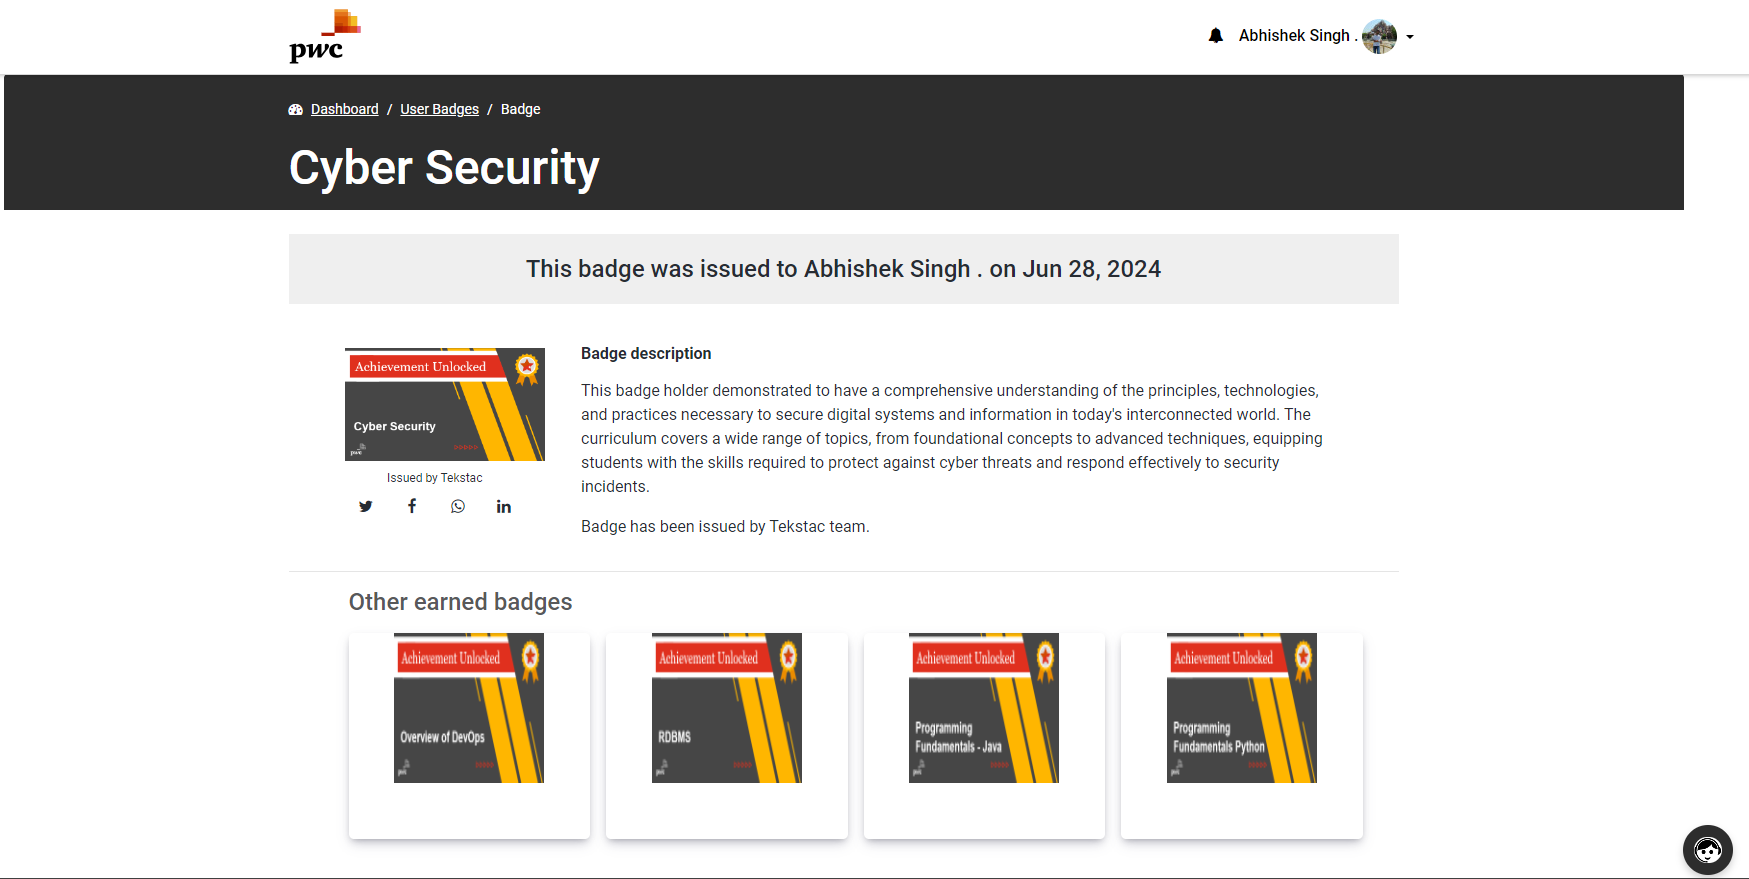 pwc
Abhishek Singh .
Dashboard / User Badges / Badge
Cyber Security
This badge was issued to Abhishek Singh . on Jun 28, 2024
Achievement Unlocked
Cyber Security
pwc
Issued by Tekstac
Badge description
This badge holder demonstrated to have a comprehensive understanding of the principles, technologies,
and practices necessary to secure digital systems and information in today's interconnected world. The
curriculum covers a wide range of topics, from foundational concepts to advanced techniques, equipping
students with the skills required to protect against cyber threats and respond effectively to security
incidents.
Badge has been issued by Tekstac team.
Other earned badges
Achievement Unlocked
Overview of DevOps
pwc
Achievement Unlocked
RDBMS
pwc
Achievement Unlocked
Programming
Fundamentals - Java
pwc
Achievement Unlocked
Programming
Fundamentals Python
pwc